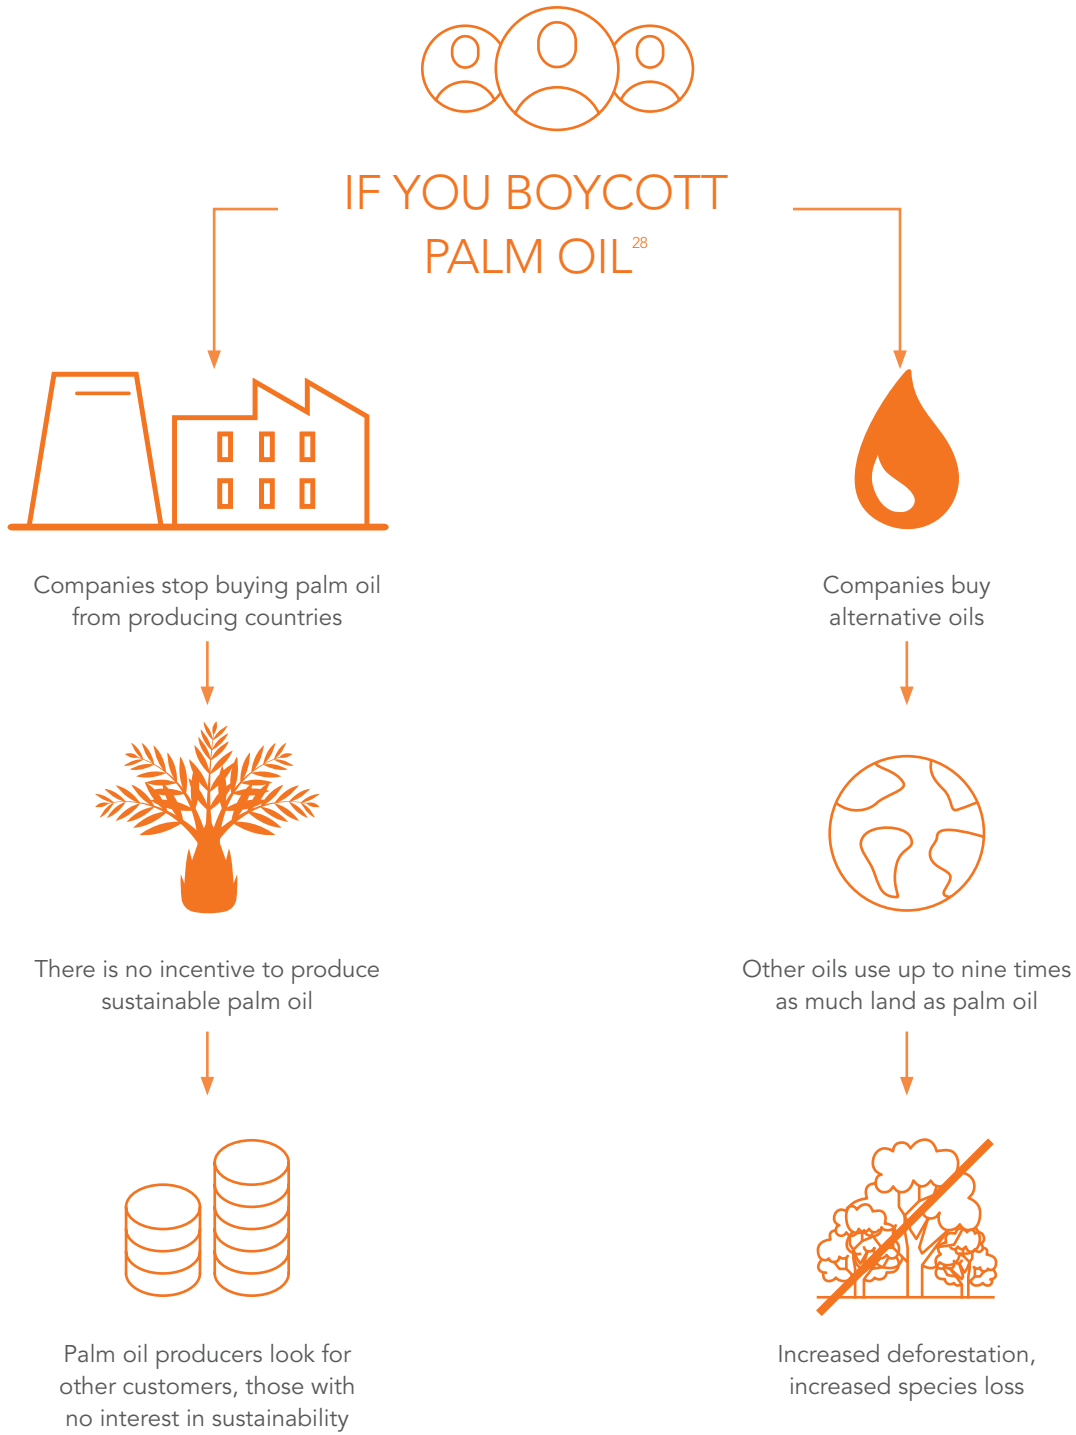 IF YOU BOYCOTT
PALM OIL28
Companies stop buying palm oil
from producing countries
There is no incentive to produce
sustainable palm oil
Palm oil producers look for
other customers, those with
no interest in sustainability
Companies buy
alternative oils
Other oils use up to nine times
as much land as palm oil
Increased deforestation,
increased species loss